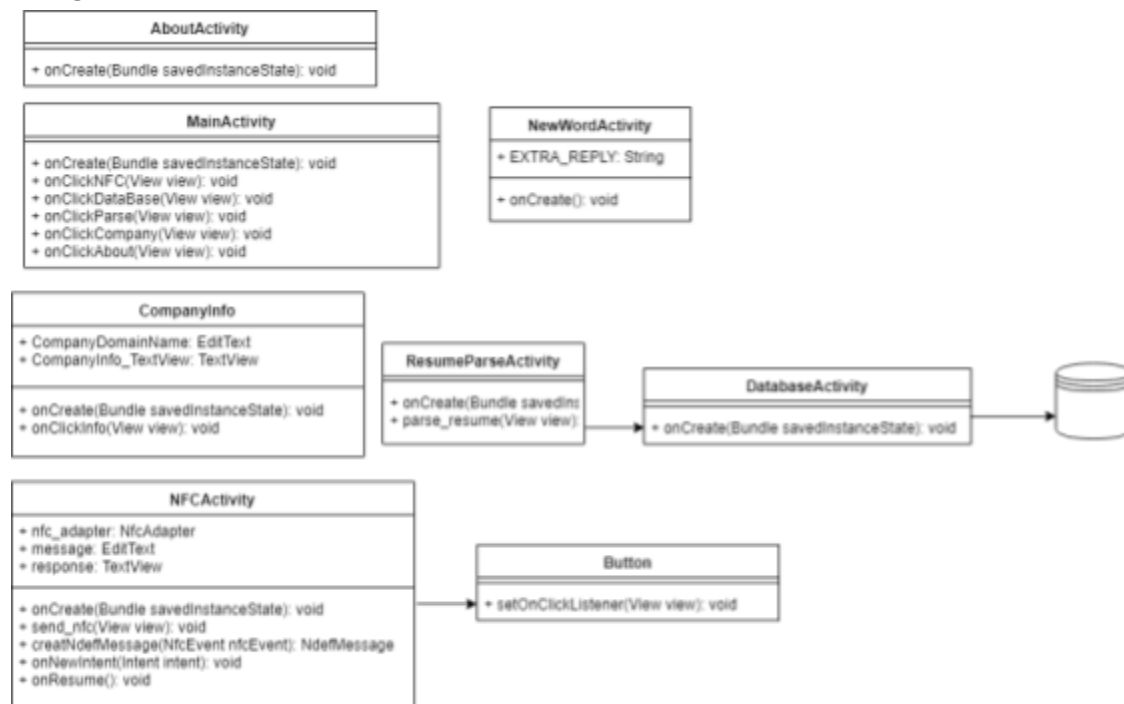 AboutActivity
+ onCreate(Bundle savedInstanceState): void
MainActivity
+ onCreate(Bundle savedInstanceState): void
+ onClickNFC(View view): void
+ onClickDataBase(View view): void
+ onClickParse(View view): void
+ onClickCompany(View view): void
+ onClickAbout(View view): void
NewWordActivity
+ EXTRA_REPLY: String
+ onCreate(): void
CompanyInfo
+ CompanyDomainName: EditText
+ CompanyInfo_TextView: TextView
+ onCreate(Bundle savedInstanceState): void
+ onClickInfo(View view): void
ResumeParseActivity
+ onCreate(Bundle savedIns
+ parse_resume(View view):
DatabaseActivity
+ onCreate(Bundle savedInstanceState): void
NFCActivity
+ nfc_adapter: NfcAdapter
+ message: EditText
+ response: TextView
+ onCreate(Bundle savedInstanceState): void
+ send_nfc(View view): void
+ creatNdefMessage(NfcEvent nfcEvent): NdefMessage
+ onNewIntent(Intent intent): void
+ onResume(): void
Button
+ setOnClickListener(View view): void